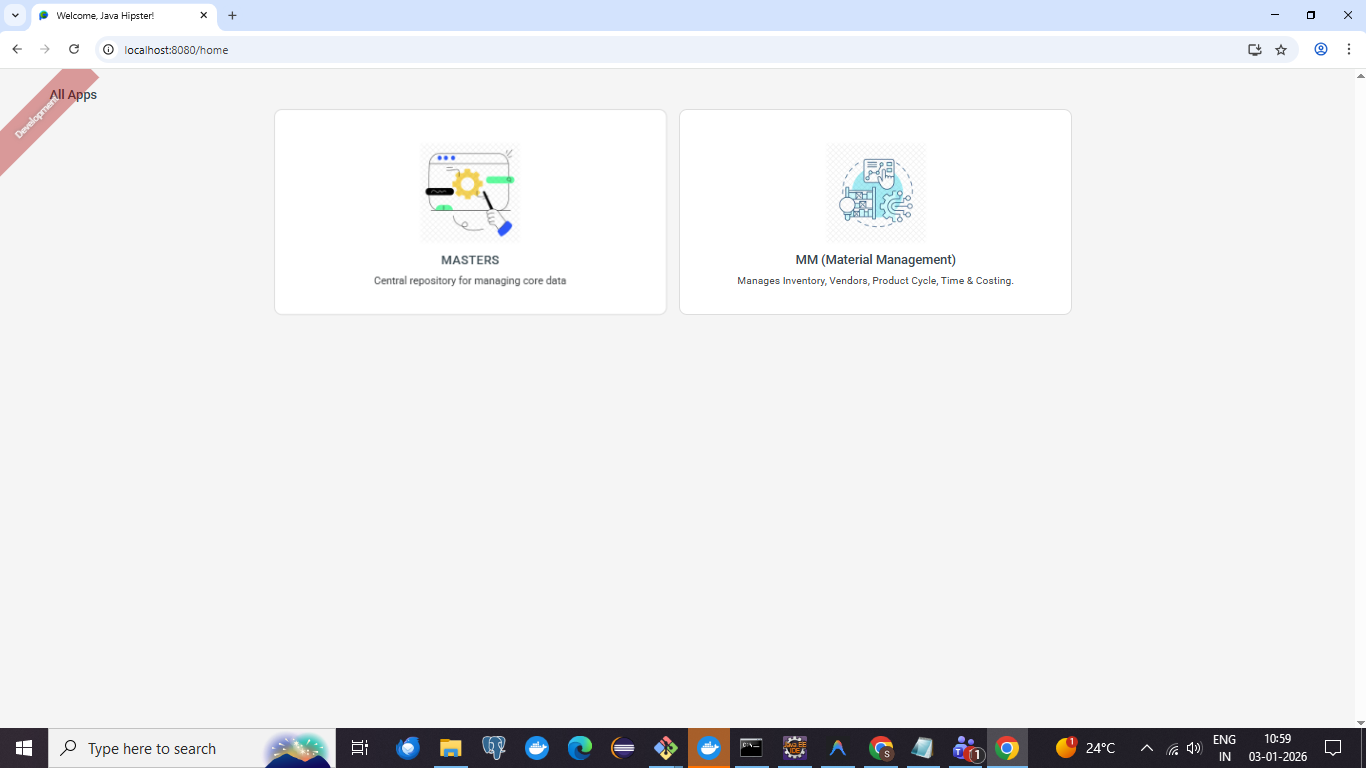 Welcome, Java Hipster!
localhost:8080/home
Development
All Apps
MASTERS
Central repository for managing core data
MM (Material Management)
Manages Inventory, Vendors, Product Cycle, Time & Costing.
Type here to search
1
1
24°C
ENG
IN
10:59
03-01-2026